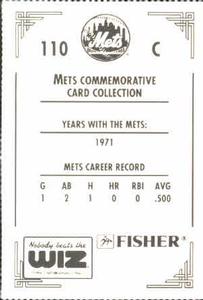 110 Mets C
METS COMMEMORATIVE
CARD COLLECTION
YEARS WITH THE METS:
1971
METS CAREER RECORD
G AB H HR RBI AVG
1 2 1 0 0 .500
Nobody beats the
WIZ
FISHER®